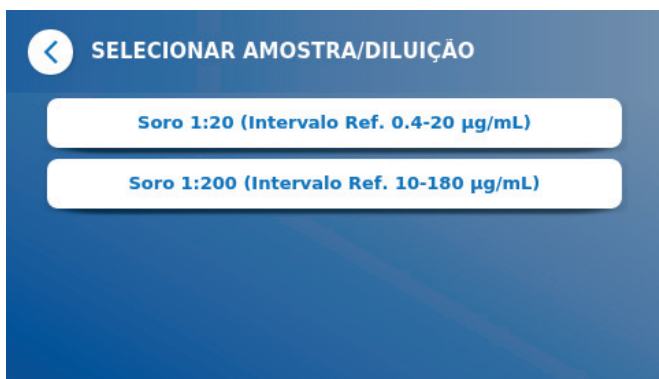 SELECIONAR AMOSTRA/DILUIÇÃO
Soro 1:20 (Intervalo Ref. 0.4-20 µg/mL)
Soro 1:200 (Intervalo Ref. 10-180 µg/mL)